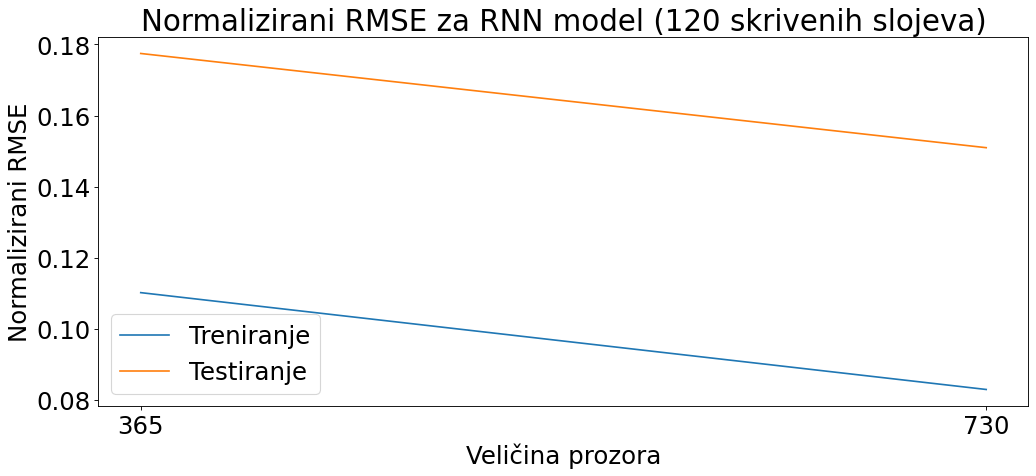 Normalizirani RMSE za RNN model (120 skrivenih slojeva)
Normalizirani RMSE
0.18
0.16
0.14
0.12
0.10
0.08
Treniranje
Testiranje
365
730
Veličina prozora